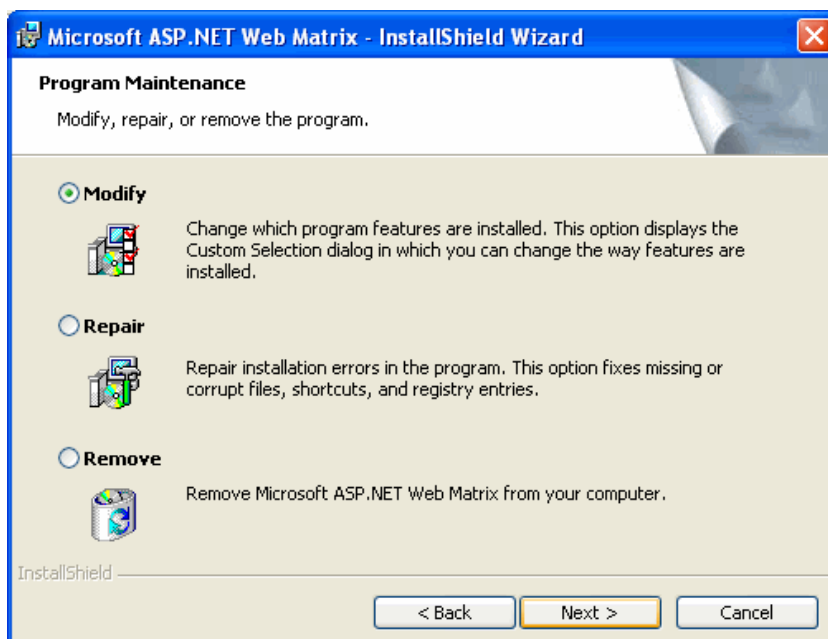 Microsoft ASP.NET Web Matrix - InstallShield Wizard
Program Maintenance
Modify, repair, or remove the program.
Modify
Change which program features are installed. This option displays the
Custom Selection dialog in which you can change the way features are
installed.
Repair
Repair installation errors in the program. This option fixes missing or
corrupt files, shortcuts, and registry entries.
Remove
Remove Microsoft ASP.NET Web Matrix from your computer.
InstallShield
< Back
Next >
Cancel